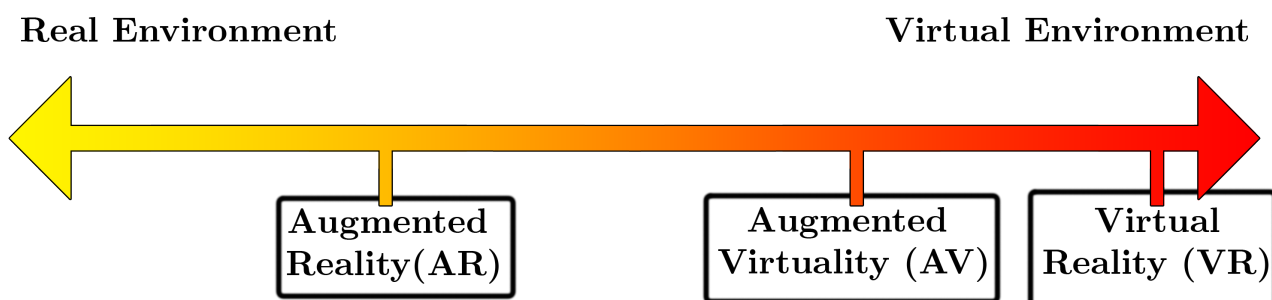 Real Environment
Virtual Environment
Augmented
Reality(AR)
Augmented
Virtuality (AV)
Virtual
Reality (VR)